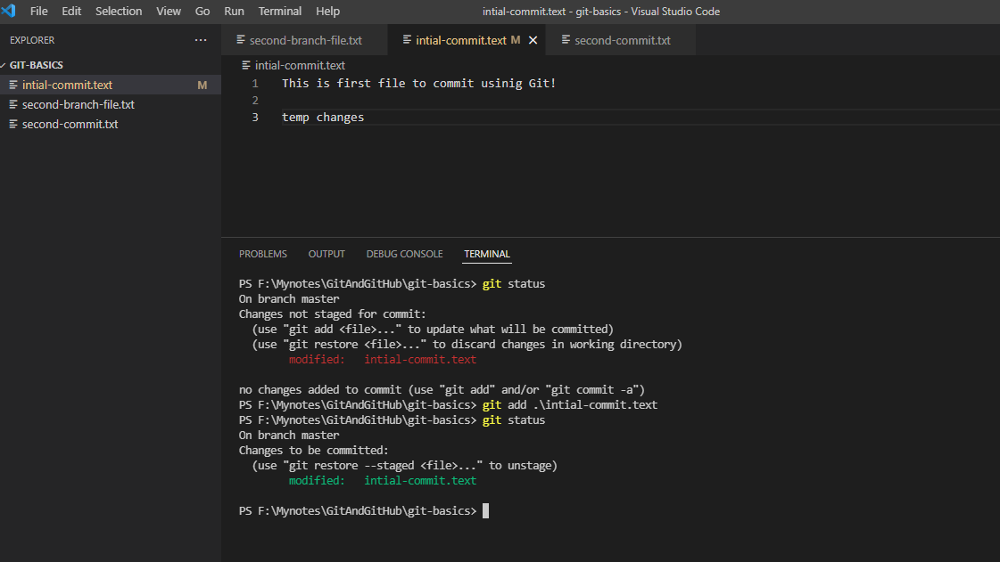 File Edit Selection View Go Run Terminal Help
intial-commit.text - git-basics - Visual Studio Code
EXPLORER ...
GIT-BASICS
intial-commit.text M
second-branch-file.txt
second-commit.txt
second-branch-file.txt intial-commit.text M second-commit.txt
intial-commit.text
1 This is first file to commit usinig Git!
2
3 temp changes
PROBLEMS OUTPUT DEBUG CONSOLE TERMINAL
PS F:\Mynotes\GitAndGitHub\git-basics> git status
On branch master
Changes not staged for commit:
(use "git add <file>..." to update what will be committed)
(use "git restore <file>..." to discard changes in working directory)
modified: intial-commit.text
no changes added to commit (use "git add" and/or "git commit -a")
PS F:\Mynotes\GitAndGitHub\git-basics> git add .\intial-commit.text
PS F:\Mynotes\GitAndGitHub\git-basics> git status
On branch master
Changes to be committed:
(use "git restore --staged <file>..." to unstage)
modified: intial-commit.text
PS F:\Mynotes\GitAndGitHub\git-basics>